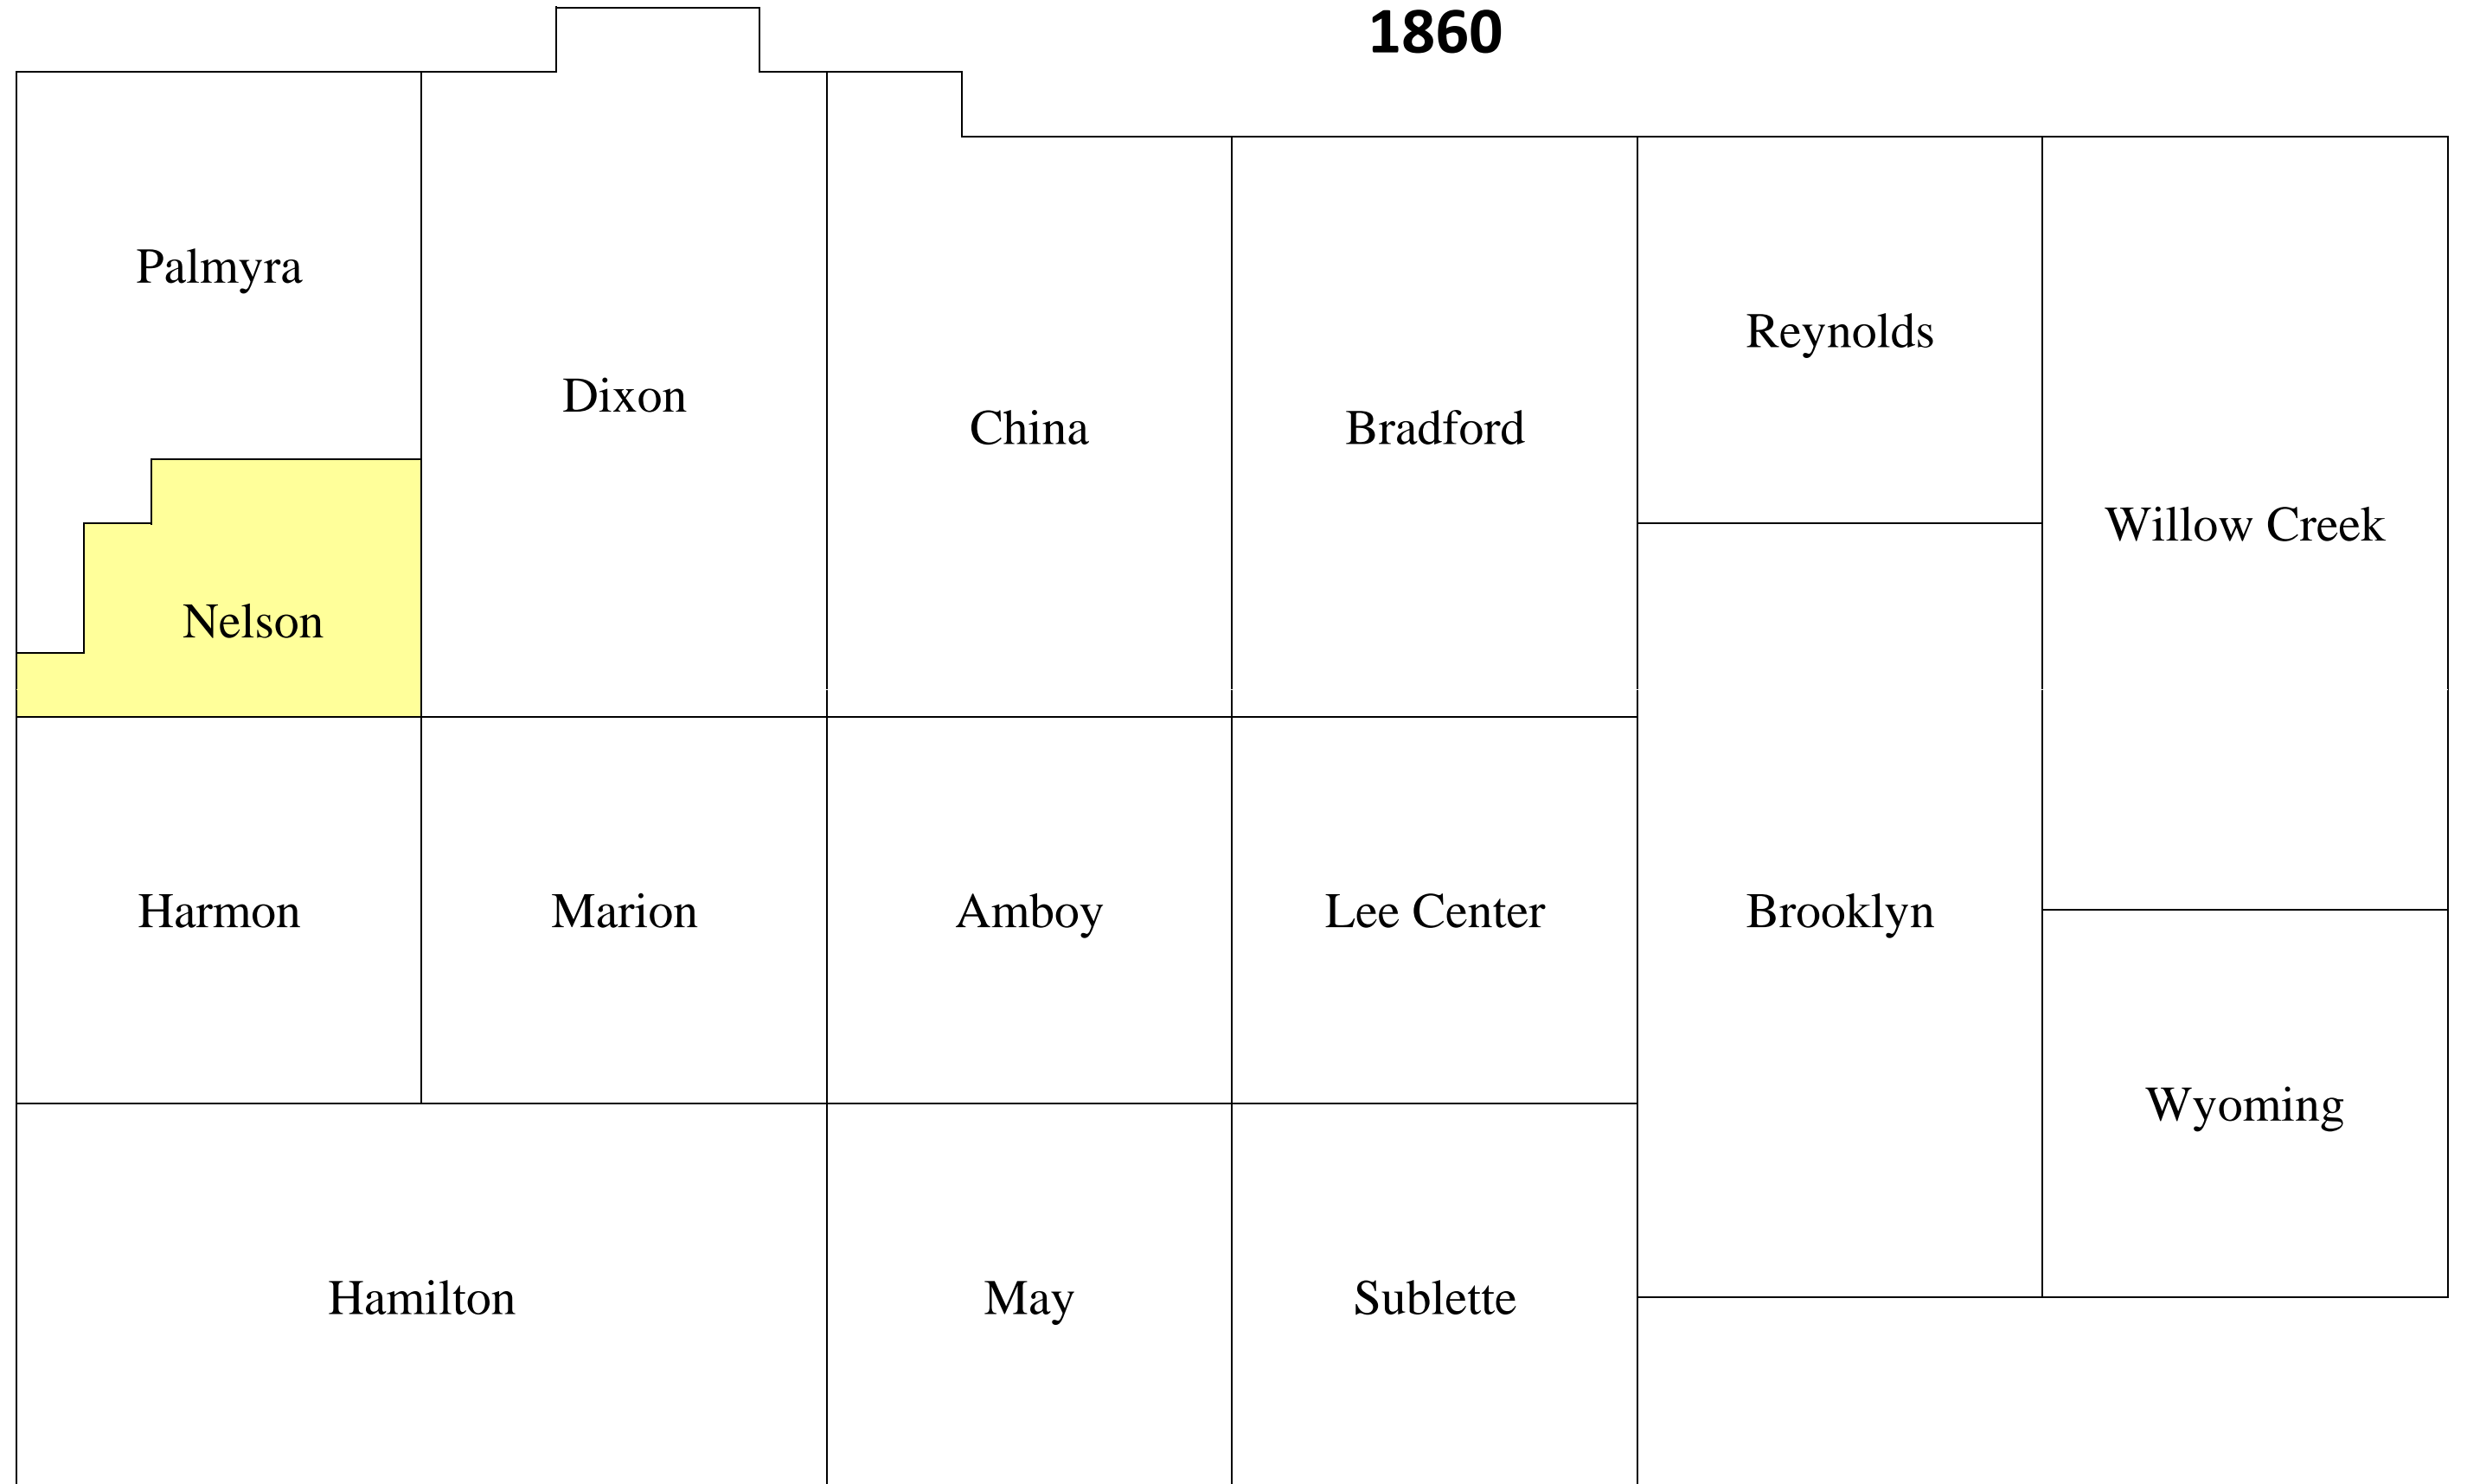 1860
Palmyra
Reynolds
Dixon
China
Bradford
Willow Creek
Nelson
Harmon
Marion
Amboy
Lee Center
Brooklyn
Wyoming
Hamilton
May
Sublette